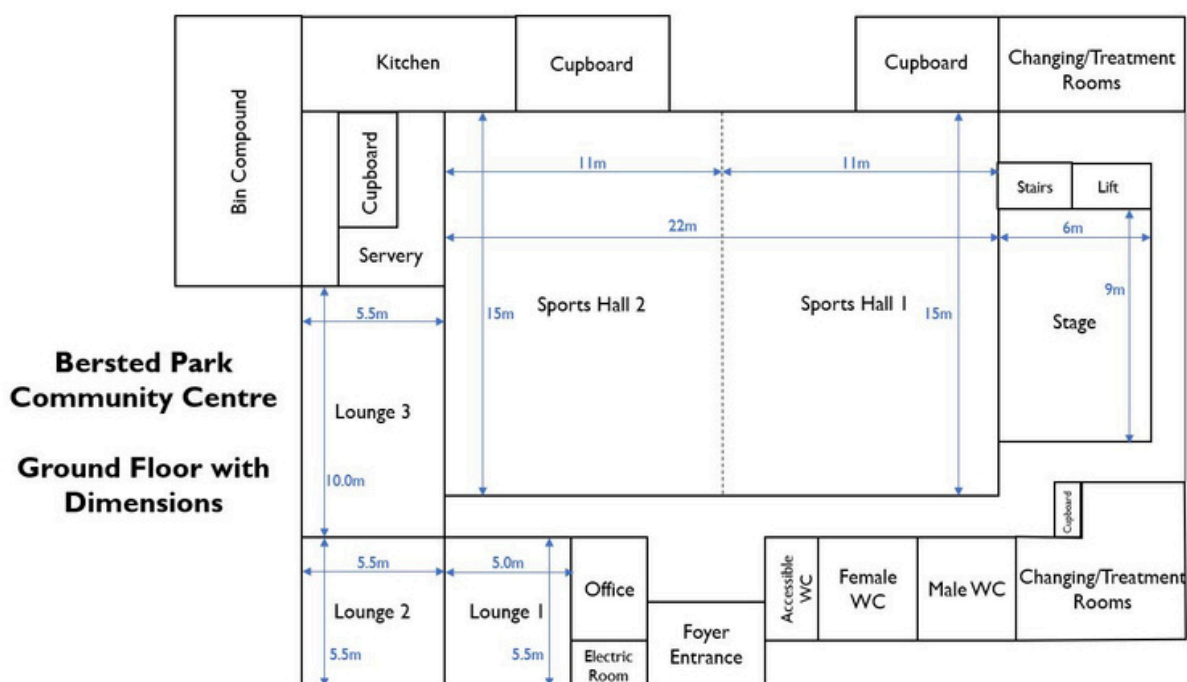 Kitchen
Cupboard
Cupboard
Changing/Treatment
Rooms
Bin Compound
Cupboard
11m
11m
Stairs
Lift
22m
6m
Servery
15m
Sports Hall 2
Sports Hall 1
15m
9m
Stage
5.5m
Bersted Park
Community Centre
Lounge 3
Ground Floor with
Dimensions
10.0m
Cupboard
5.5m
5.0m
Office
Accessible
WC
Female
WC
Male WC
Changing/Treatment
Rooms
Lounge 2
Lounge 1
Foyer
Entrance
5.5m
5.5m
Electric
Room